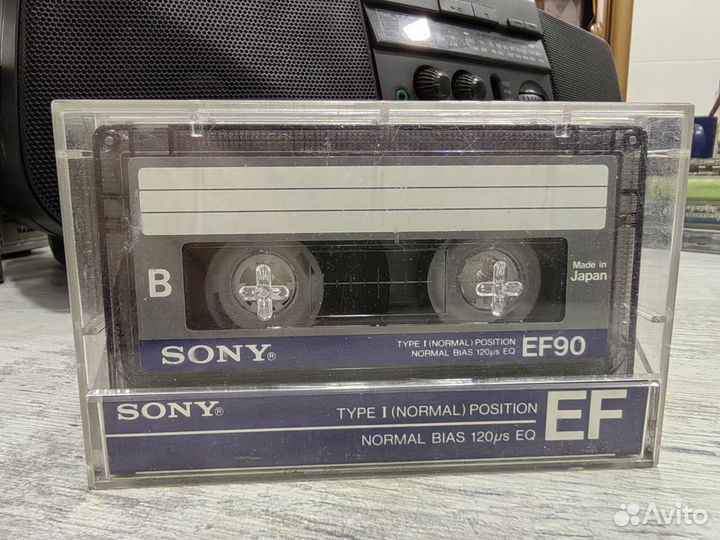 B
Made in
Japan
SONY®
TYPE I (NORMAL) POSITION
NORMAL BIAS 120µs EQ
EF90
SONY®
TYPE I (NORMAL) POSITION
NORMAL BIAS 120µs EQ
EF
Avito